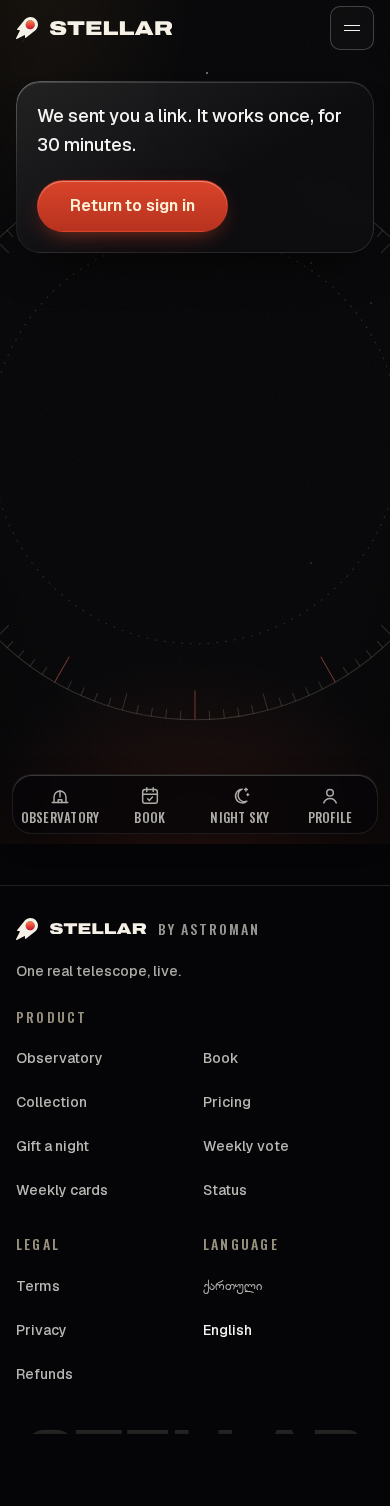 STELLAR
We sent you a link. It works once, for
30 minutes.
Return to sign in
OBSERVATORY
BOOK
NIGHT SKY
PROFILE
STELLAR BY ASTROMAN
One real telescope, live.
PRODUCT
Observatory
Book
Collection
Pricing
Gift a night
Weekly vote
Weekly cards
Status
LEGAL
LANGUAGE
Terms
ქართული
Privacy
English
Refunds